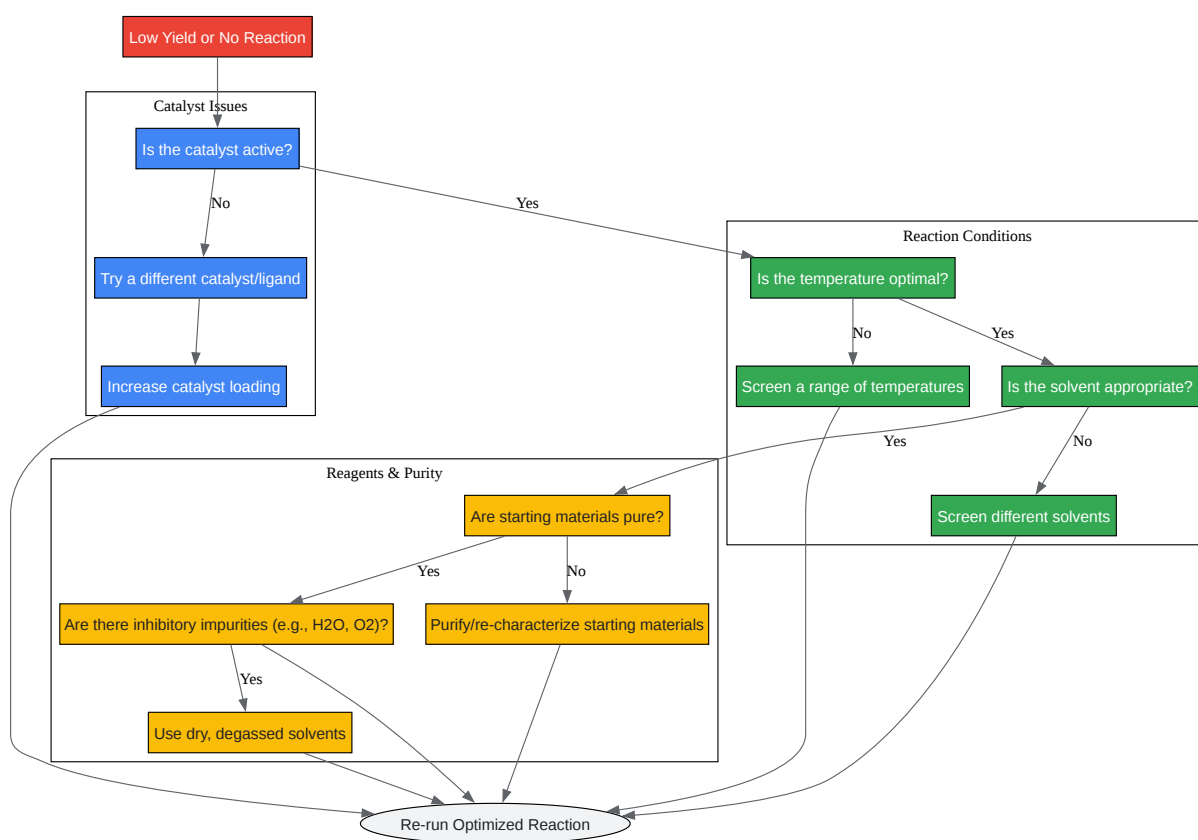 Low Yield or No Reaction
Catalyst Issues
Is the catalyst active?
No
Yes
Try a different catalyst/ligand
Increase catalyst loading
Reaction Conditions
Is the temperature optimal?
No
Yes
Screen a range of temperatures
Is the solvent appropriate?
Yes
No
Screen different solvents
Reagents & Purity
Are starting materials pure?
Yes
No
Are there inhibitory impurities (e.g., H2O, O2)?
Purify/re-characterize starting materials
Yes
Use dry, degassed solvents
Re-run Optimized Reaction